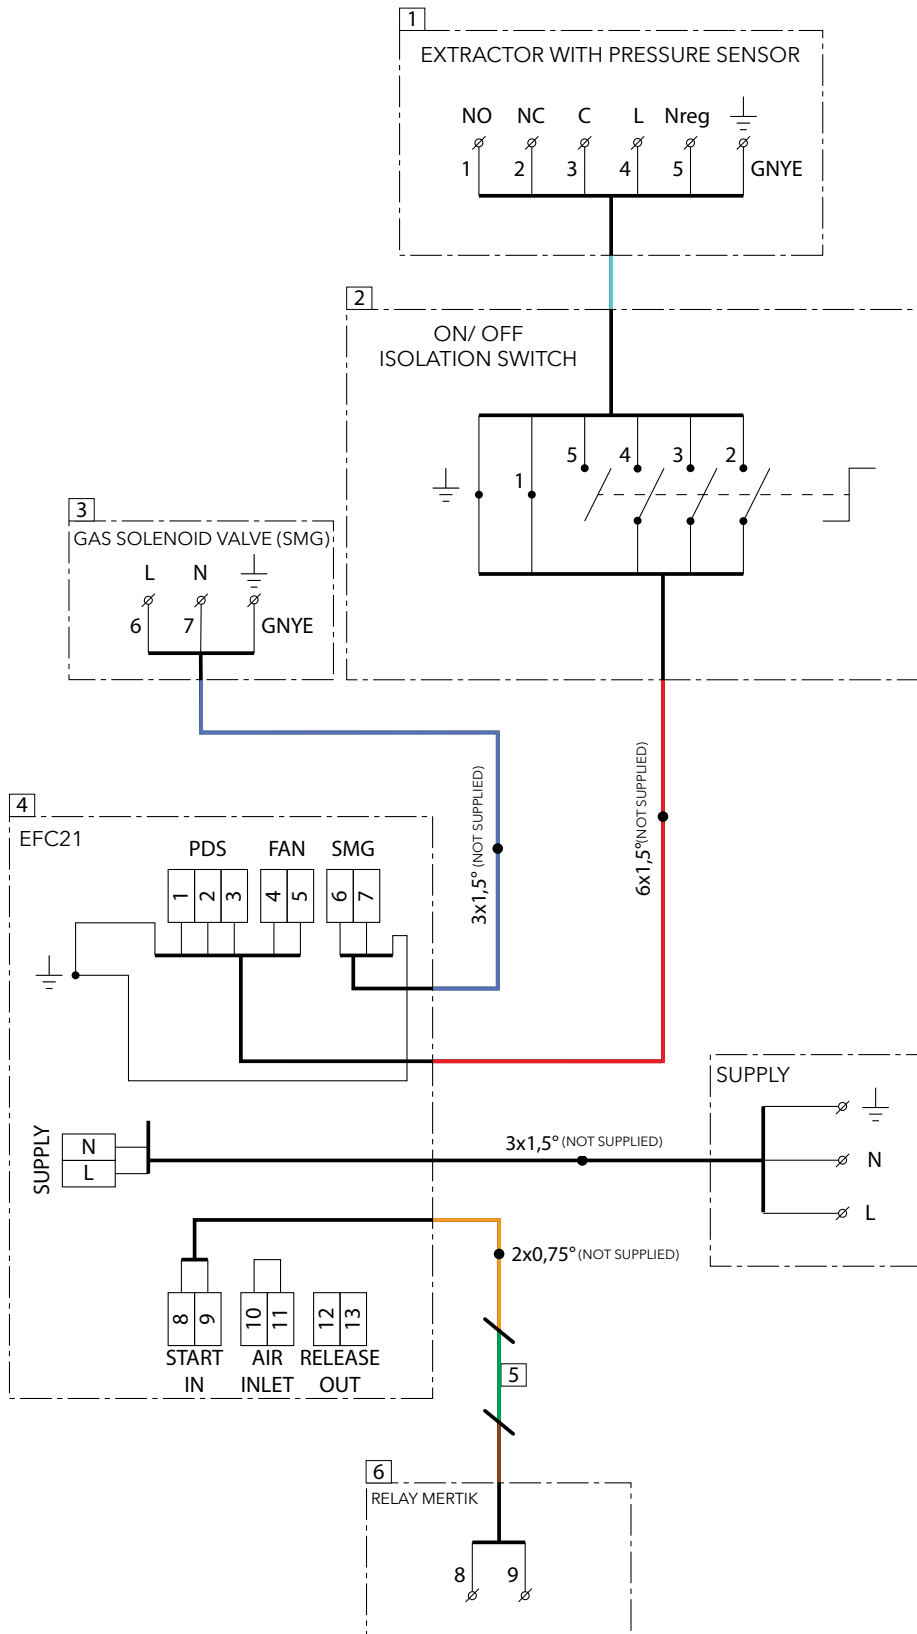 1
EXTRACTOR WITH PRESSURE SENSOR
NO NC C L Nreg
1 2 3 4 5 GNYE
2
ON/ OFF
ISOLATION SWITCH
5 4 3 2
1
3
GAS SOLENOID VALVE (SMG)
L N
6 7 GNYE
6x1,5° (NOT SUPPLIED)
3x1,5° (NOT SUPPLIED)
4
EFC21
PDS FAN SMG
1 2 3 4 5 6 7
SUPPLY
SUPPLY
N
L
3x1,5° (NOT SUPPLIED)
N
L
2x0,75° (NOT SUPPLIED)
8 9 10 11 12 13
START AIR RELEASE
IN INLET OUT
5
6
RELAY MERTIK
8 9